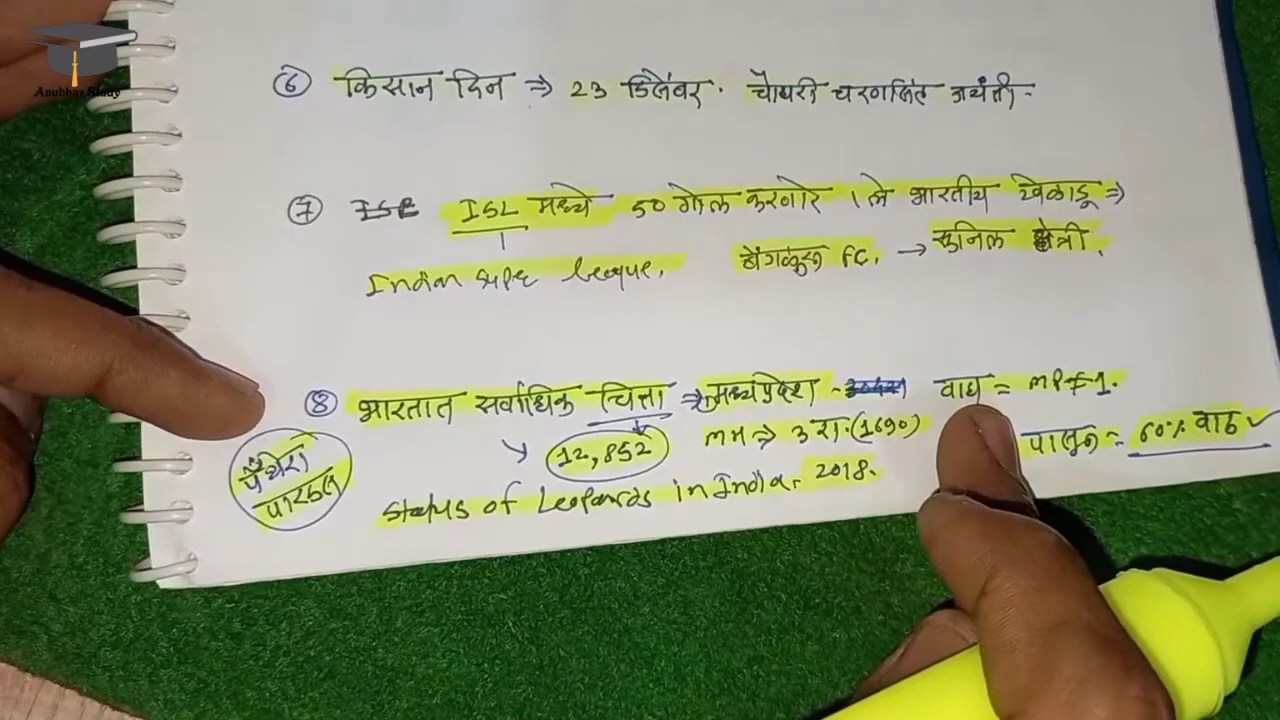 Anubhav Study
⑥ किसान दिन ⇒ 23 डिसेंबर. चौधरी चरणसिंह जयंती.
⑦ ISL मध्ये 50 गोल करणारे 1ले भारतीय खेळाडू ⇒
Indian Super League. बेंगळुरू FC. → सुनिल छेत्री.
⑧ भारतात सर्वाधिक चित्ता ⇒ मध्यप्रदेश - वाघ = MP #1.
12,852 MH ⇒ 3 रा. (1690) पासून = 60% वाढ ✓
पँथेरा पारडस
Status of Leopards in India. 2018.